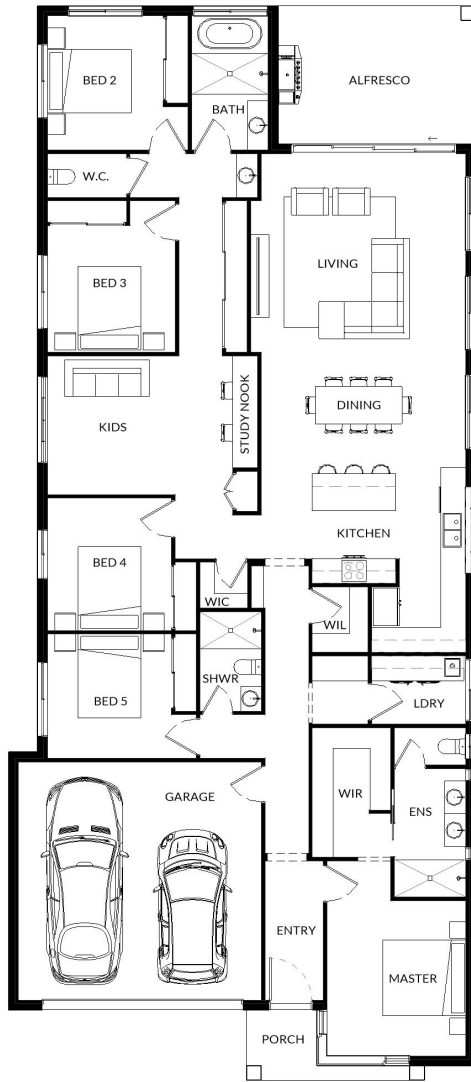 BED 2
BATH
ALFRESCO
W.C.
BED 3
LIVING
KIDS
STUDY NOOK
DINING
KITCHEN
BED 4
WIC
WIL
BED 5
SHWR
LDRY
GARAGE
WIR
ENS
ENTRY
MASTER
PORCH